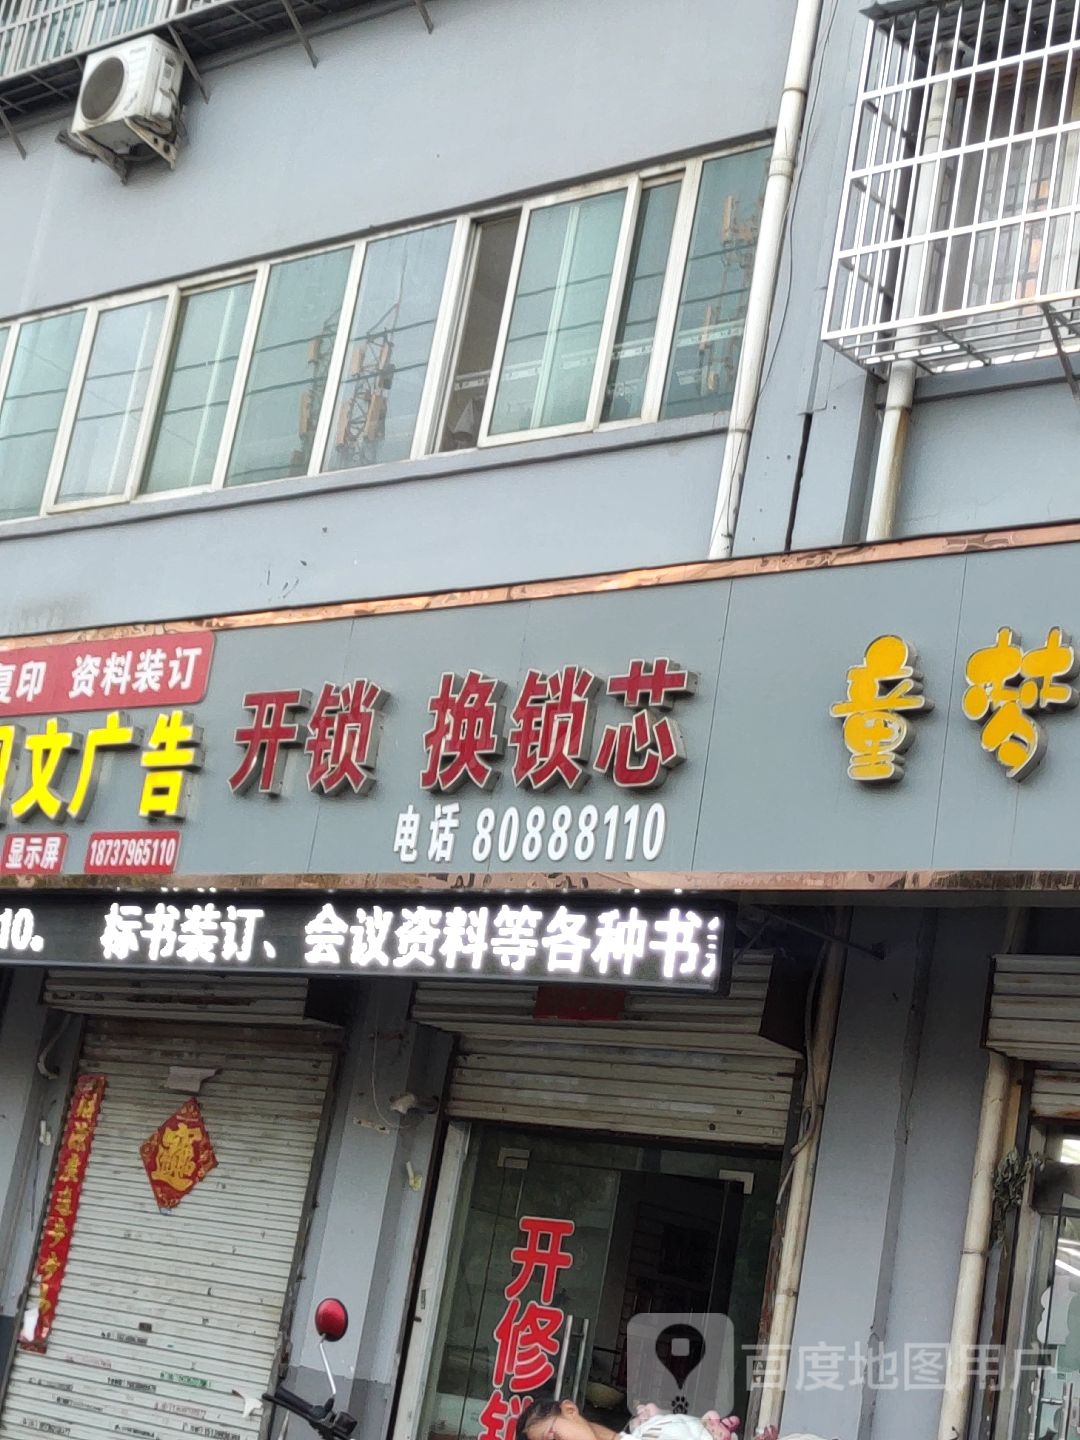 复印 资料装订
文广告
显示屏 18737965110
开锁 换锁芯
电话 80888110
童梦
10. 标书装订、会议资料等各种书
开修锁
百度地图用户